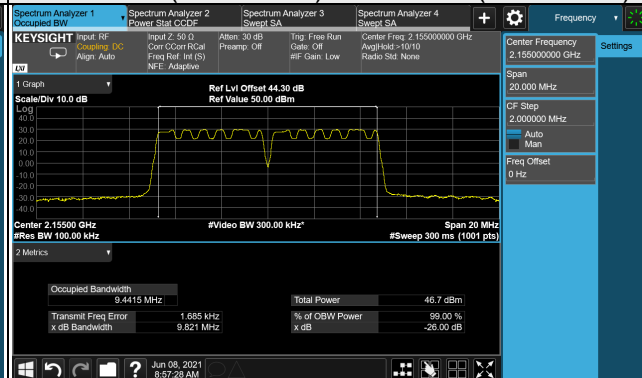 Spectrum Analyzer 1
Occupied BW
Spectrum Analyzer 2
Power Stat CCDF
Spectrum Analyzer 3
Swept SA
Spectrum Analyzer 4
Swept SA
Frequency
KEYSIGHT
Input: RF
Coupling: DC
Align: Auto
Input Z: 50 Ω
Corr CCorr RCal
Freq Ref: Int (S)
NFE: Adaptive
Atten: 30 dB
Preamp: Off
Trig: Free Run
Gate: Off
#IF Gain: Low
Center Freq: 2.155000000 GHz
Avg|Hold:>10/10
Radio Std: None
LXI
Center Frequency
2.155000000 GHz
Settings
Span
20.000 MHz
CF Step
2.000000 MHz
Auto
Man
Freq Offset
0 Hz
1 Graph
Scale/Div 10.0 dB
Ref Lvl Offset 44.30 dB
Ref Value 50.00 dBm
Log
40.0
30.0
20.0
10.0
0.00
-10.0
-20.0
-30.0
-40.0
Center 2.15500 GHz
#Res BW 100.00 kHz
#Video BW 300.00 kHz*
Span 20 MHz
#Sweep 300 ms (1001 pts)
2 Metrics
Occupied Bandwidth
9.4415 MHz
Total Power 46.7 dBm
Transmit Freq Error 1.685 kHz
% of OBW Power 99.00 %
x dB Bandwidth 9.821 MHz
x dB -26.00 dB
?
Jun 08, 2021
8:57:28 AM